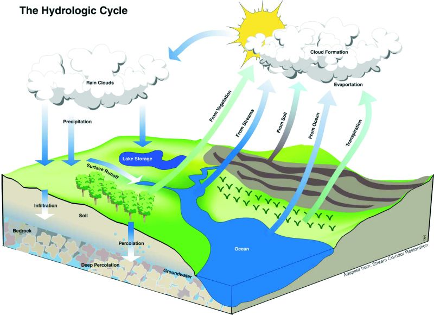 The Hydrologic Cycle
Cloud Formation
Rain Clouds
Evaportation
Precipitation
From Vegetation
From Streams
From Soil
From Ocean
Transpiration
Lake Storage
Surface Runoff
Infiltration
Soil
Bedrock
Percolation
Ocean
Deep Percolation
Groundwater